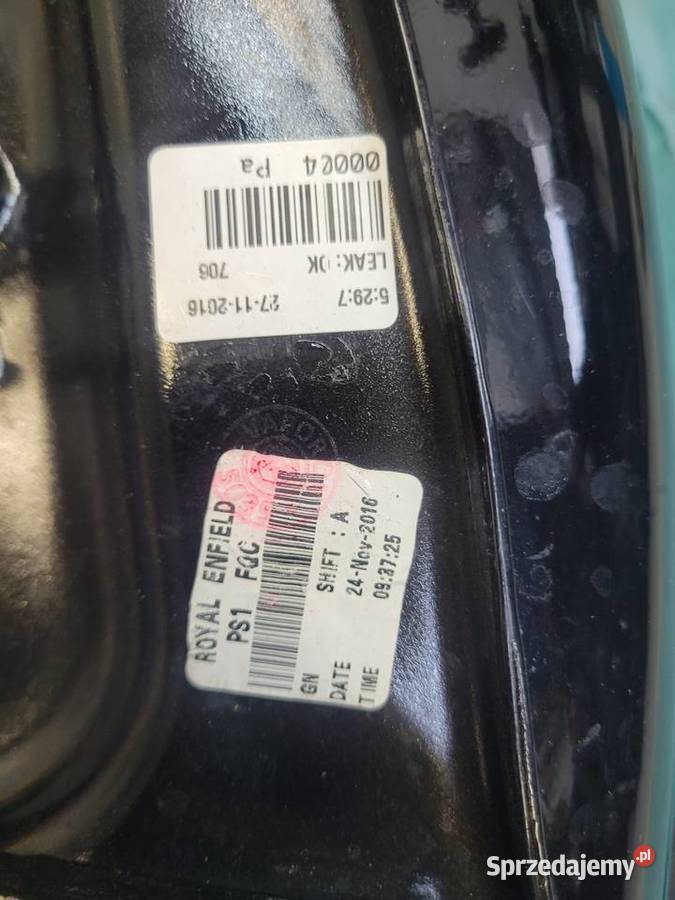 00004 Pa
LEAK:OK 706
5:29:7 27-11-2016
ROYAL ENFIELD
PS1 FQC
GN SHIFT : A
DATE 24-Nov-2016
TIME 09:37:25
Sprzedajemy.pl